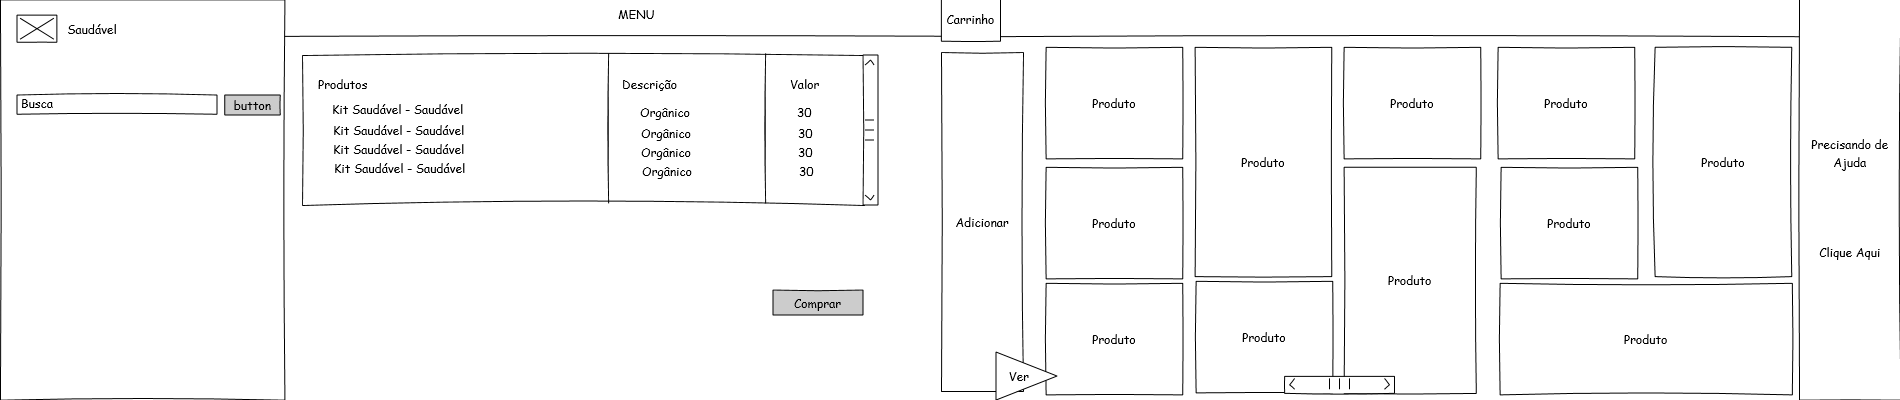 Saudável
Busca
button
MENU
Carrinho
Produtos Descrição Valor
Kit Saudável - Saudável Orgânico 30
Kit Saudável - Saudável Orgânico 30
Kit Saudável - Saudável Orgânico 30
Kit Saudável - Saudável Orgânico 30
Comprar
Adicionar
Ver
Produto
Produto
Produto
Produto
Produto
Produto
Produto
Produto
Produto
Produto
Produto
Precisando de
Ajuda
Clique Aqui